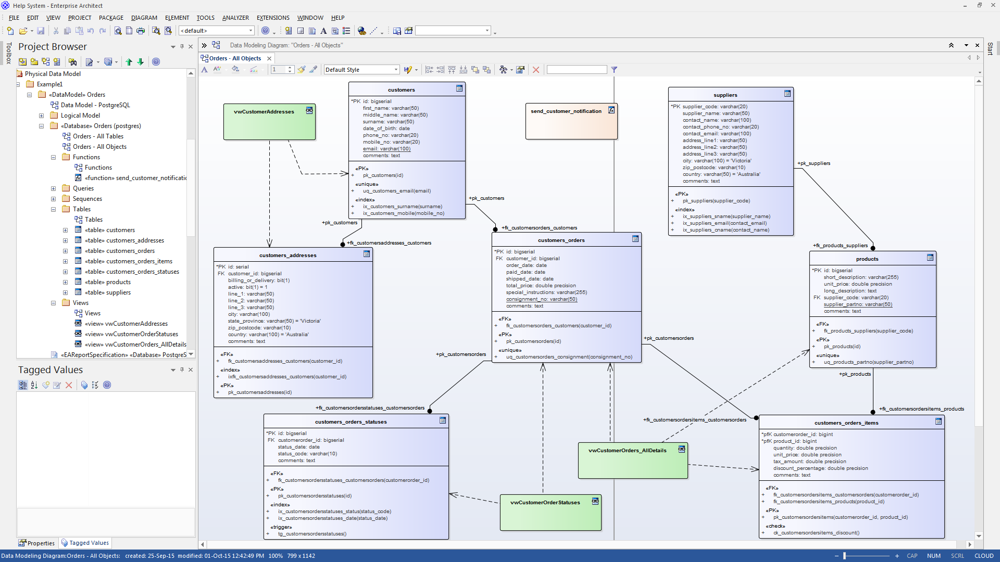 Help System - Enterprise Architect
FILE EDIT VIEW PROJECT PACKAGE DIAGRAM ELEMENT TOOLS ANALYZER EXTENSIONS WINDOW HELP
<default>
Toolbox
Project Browser
Physical Data Model
Example1
«DataModel» Orders
Data Model - PostgreSQL
Logical Model
«Database» Orders (postgres)
Orders - All Tables
Orders - All Objects
Functions
Functions
«function» send_customer_notificatio
Queries
Sequences
Tables
Tables
«table» customers
«table» customers_addresses
«table» customers_orders
«table» customers_orders_items
«table» customers_orders_statuses
«table» products
«table» suppliers
Views
Views
«view» vwCustomerAddresses
«view» vwCustomerOrderStatuses
«view» vwCustomerOrders_AllDetails
«EAReportSpecification» «Database» PostgreS
Tagged Values
Properties
Tagged Values
Data Modeling Diagram: "Orders - All Objects"
Start
Orders - All Objects
1
Default Style
vwCustomerAddresses
customers
*PK id: bigserial
first_name: varchar(50)
middle_name: varchar(50)
surname: varchar(50)
date_of_birth: date
phone_no: varchar(20)
mobile_no: varchar(20)
email: varchar(100)
comments: text
«PK»
+ pk_customers(id)
«unique»
+ uq_customers_email(email)
«index»
+ ix_customers_surname(surname)
+ ix_customers_mobile(mobile_no)
send_customer_notification
suppliers
*PK supplier_code: varchar(20)
supplier_name: varchar(50)
contact_name: varchar(100)
contact_phone_no: varchar(20)
contact_email: varchar(100)
address_line1: varchar(50)
address_line2: varchar(50)
address_line3: varchar(50)
city: varchar(100) = 'Victoria'
zip_postcode: varchar(10)
country: varchar(50) = 'Australia'
comments: text
«PK»
+ pk_suppliers(supplier_code)
«index»
+ ix_suppliers_sname(supplier_name)
+ ix_suppliers_email(contact_email)
+ ix_suppliers_cname(contact_name)
+pk_suppliers
+pk_customers
+pk_customers
+fk_customersorders_customers
+fk_customersaddresses_customers
+fk_products_suppliers
customers_addresses
*PK id: serial
FK customer_id: bigserial
billing_or_delivery: bit(1)
active: bit(1) = 1
line_1: varchar(50)
line_2: varchar(50)
line_3: varchar(50)
city: varchar(100)
state_province: varchar(50) = 'Victoria'
zip_postcode: varchar(10)
country: varchar(100) = 'Australia'
comments: text
«FK»
+ fk_customersaddresses_customers(customer_id)
«index»
+ ixfk_customersaddresses_customers(customer_id)
«PK»
+ pk_customersaddresses(id)
customers_orders
*PK id: bigserial
FK customer_id: bigserial
order_date: date
paid_date: date
shipped_date: date
total_price: double precision
special_instructions: varchar(255)
consignment_no: varchar(50)
comments: text
«FK»
+ fk_customersorders_customers(customer_id)
«PK»
+ pk_customersorders(id)
«unique»
+ uq_customersorders_consignment(consignment_no)
products
*PK id: bigserial
short_description: varchar(255)
unit_price: double precision
long_description: text
FK supplier_code: varchar(20)
supplier_partno: varchar(50)
comments: text
«FK»
+ fk_products_suppliers(supplier_code)
«PK»
+ pk_products(id)
«unique»
+ uq_products_partno(supplier_partno)
+pk_customersorders
+pk_customersorders
+pk_products
+fk_customersordersstatuses_customersorders
+fk_customersordersitems_products
+fk_customersordersitems_customersorders
customers_orders_statuses
*PK id: bigserial
FK customerorder_id: bigserial
status_date: date
status_code: varchar(10)
comments: text
«FK»
+ fk_customersordersstatuses_customersorders(customerorder_id)
«PK»
+ pk_customersordersstatuses(id)
«index»
+ ix_customersordersstatuses_status(status_code)
+ ix_customersordersstatuses_date(status_date)
«trigger»
+ tg_customersordersstatuses()
vwCustomerOrders_AllDetails
vwCustomerOrderStatuses
customers_orders_items
*pfK customerorder_id: bigint
*pfK product_id: bigint
quantity: double precision
unit_price: double precision
tax_amount: double precision
discount_percentage: double precision
comments: text
«FK»
+ fk_customersordersitems_customersorders(customerorder_id)
+ fk_customersordersitems_products(product_id)
«PK»
+ pk_customersordersitems(customerorder_id, product_id)
«check»
+ ck_customersordersitems_discount()
Data Modeling Diagram:Orders - All Objects: created: 25-Sep-15 modified: 01-Oct-15 12:42:49 PM 100% 799 x 1142
CAP NUM SCRL CLOUD